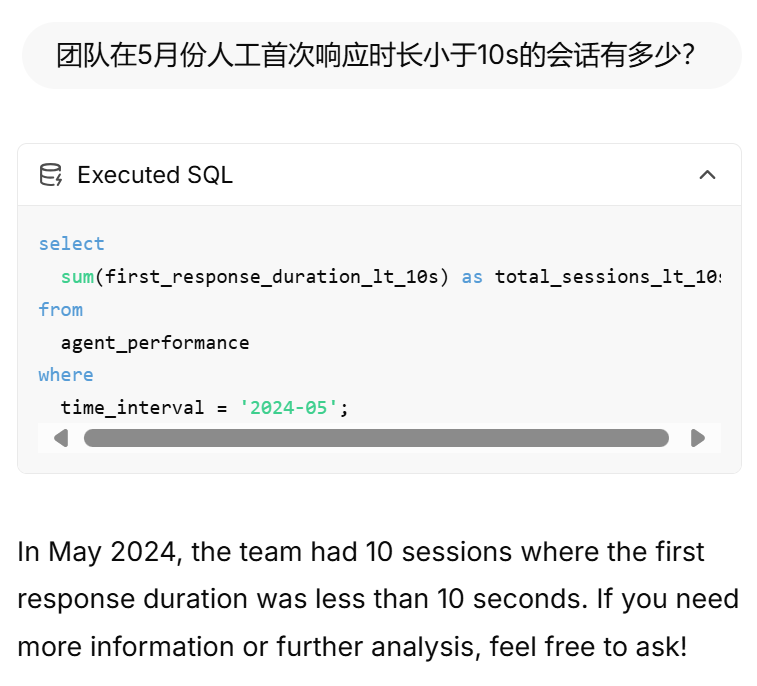 团队在5月份人工首次响应时长小于10s的会话有多少?
Executed SQL
select
sum(first_response_duration_lt_10s) as total_sessions_lt_10s
from
agent_performance
where
time_interval = '2024-05';
In May 2024, the team had 10 sessions where the first
response duration was less than 10 seconds. If you need
more information or further analysis, feel free to ask!